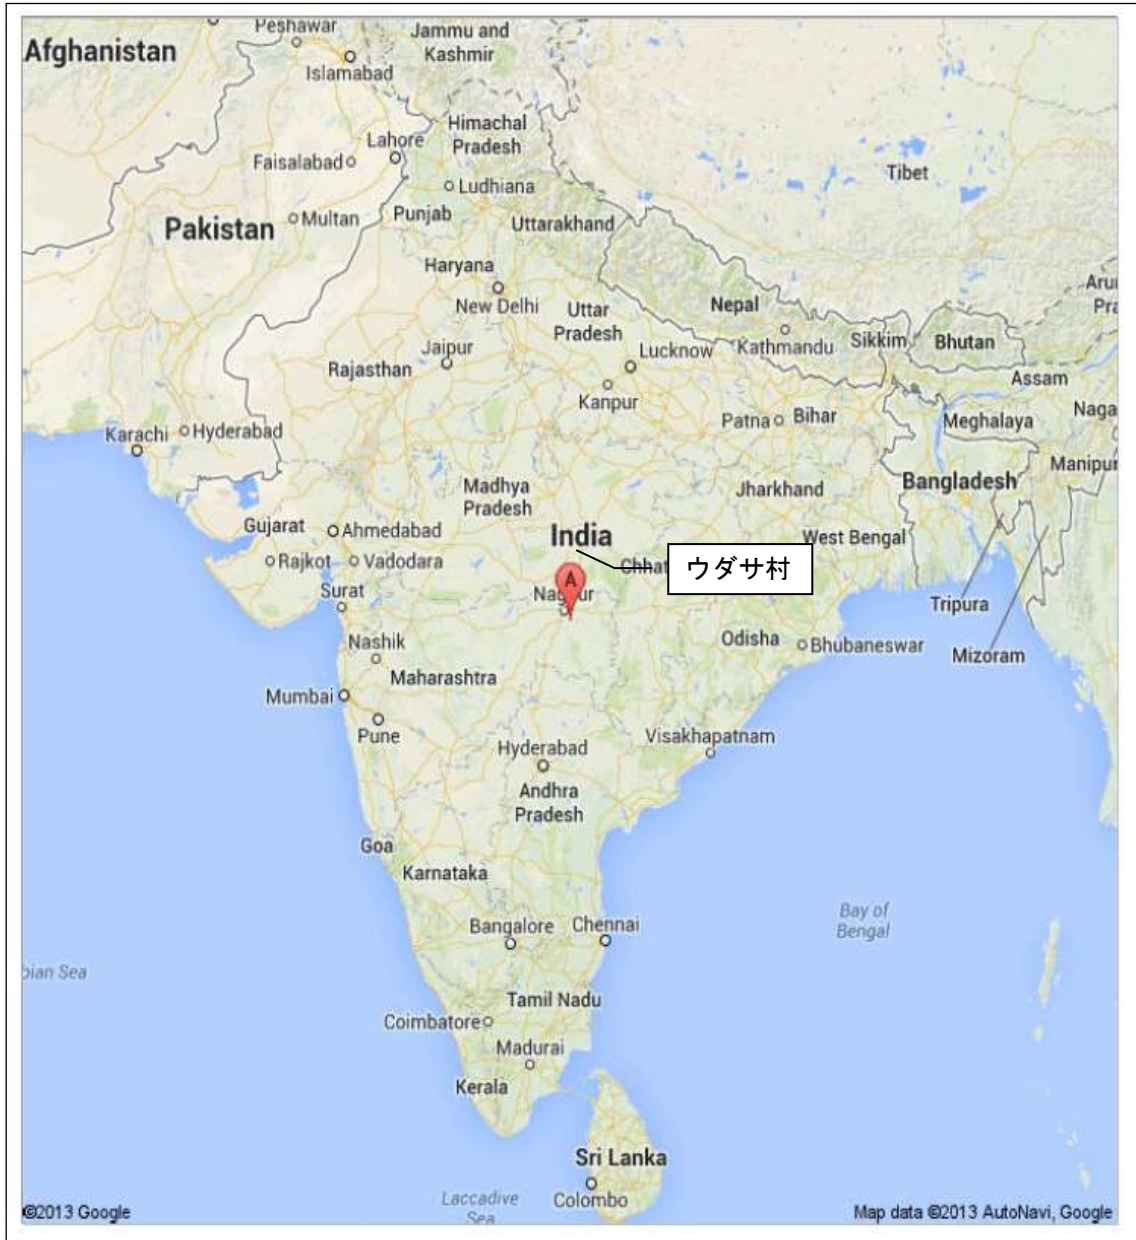 Peshawar
Jammu and
Kashmir
Afghanistan
Islamabad
Himachal
Pradesh
Lahore
Faisalabad
Tibet
Ludhiana
Multan
Punjab
Pakistan
Uttarakhand
Haryana
New Delhi
Nepal
Uttar
Pradesh
Kathmandu
Sikkim
Bhutan
Jaipur
Lucknow
Rajasthan
Assam
Kanpur
Patna
Bihar
Meghalaya
Karachi
Hyderabad
Manipur
Madhya
Pradesh
Jharkhand
Bangladesh
Gujarat
Ahmedabad
India
West Bengal
Rajkot
Vadodara
ウダサ村
A
Surat
Tripura
Nashik
Odisha
Bhubaneswar
Mizoram
Maharashtra
Mumbai
Pune
Visakhapatnam
Hyderabad
Andhra
Pradesh
Goa
Karnataka
Bay of
Bengal
Bangalore
Chennai
Tamil Nadu
Coimbatore
Madurai
Kerala
Sri Lanka
Colombo
Laccadive
Sea
©2013 Google
Map data ©2013 AutoNavi, Google